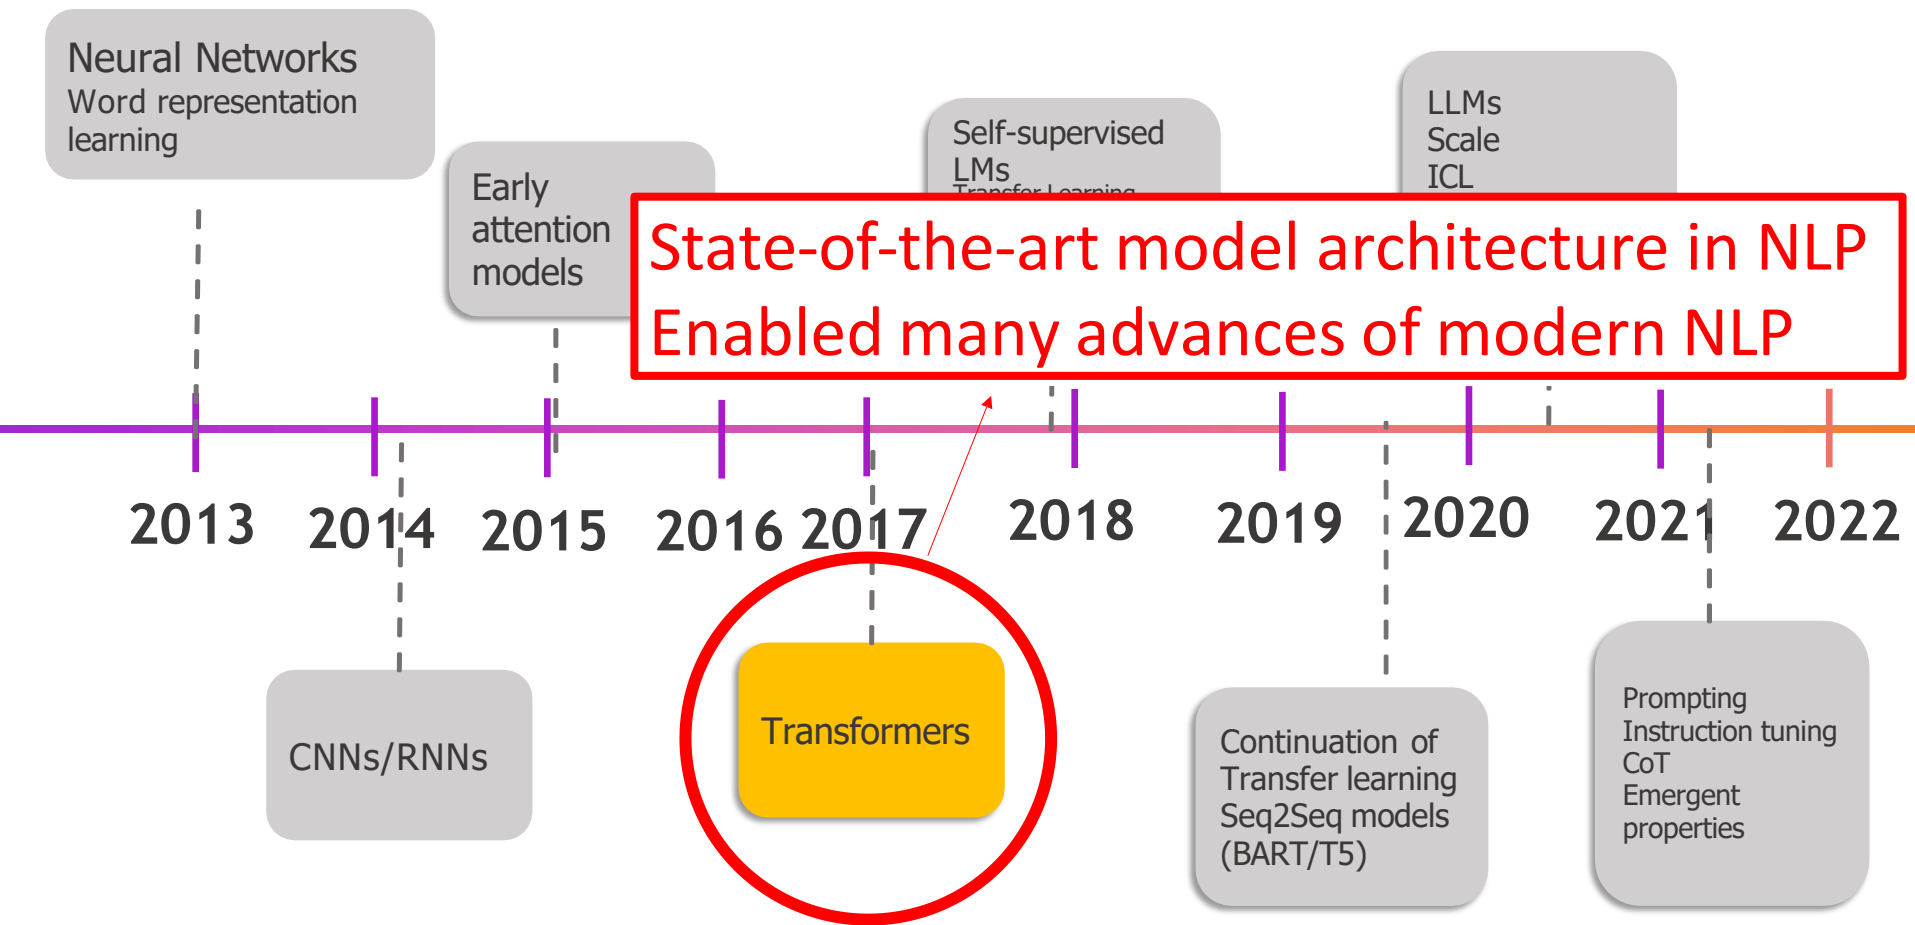 Neural Networks
Word representation
learning
Early
attention
models
Self-supervised
LMs
Transfer Learning
LLMs
Scale
ICL
State-of-the-art model architecture in NLP
Enabled many advances of modern NLP
2013
2014
2015
2016
2017
2018
2019
2020
2021
2022
CNNs/RNNs
Transformers
Continuation of
Transfer learning
Seq2Seq models
(BART/T5)
Prompting
Instruction tuning
CoT
Emergent
properties